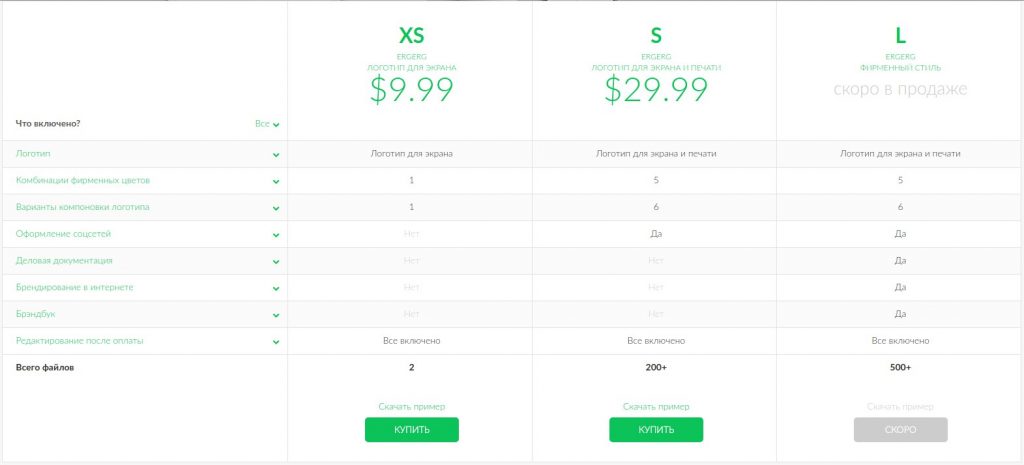 XS
ERGERG
ЛОГОТИП ДЛЯ ЭКРАНА
$9.99
S
ERGERG
ЛОГОТИП ДЛЯ ЭКРАНА И ПЕЧАТИ
$29.99
L
ERGERG
ФИРМЕННЫЙ СТИЛЬ
скоро в продаже
Что включено? Все
Логотип Логотип для экрана Логотип для экрана и печати Логотип для экрана и печати
Комбинации фирменных цветов 1 5 5
Варианты компоновки логотипа 1 6 6
Оформление соцсетей Нет Да Да
Деловая документация Нет Нет Да
Брендирование в интернете Нет Нет Да
Брэндбук Нет Нет Да
Редактирование после оплаты Все включено Все включено Все включено
Всего файлов 2 200+ 500+
Скачать пример Скачать пример Скачать пример
КУПИТЬ КУПИТЬ СКОРО